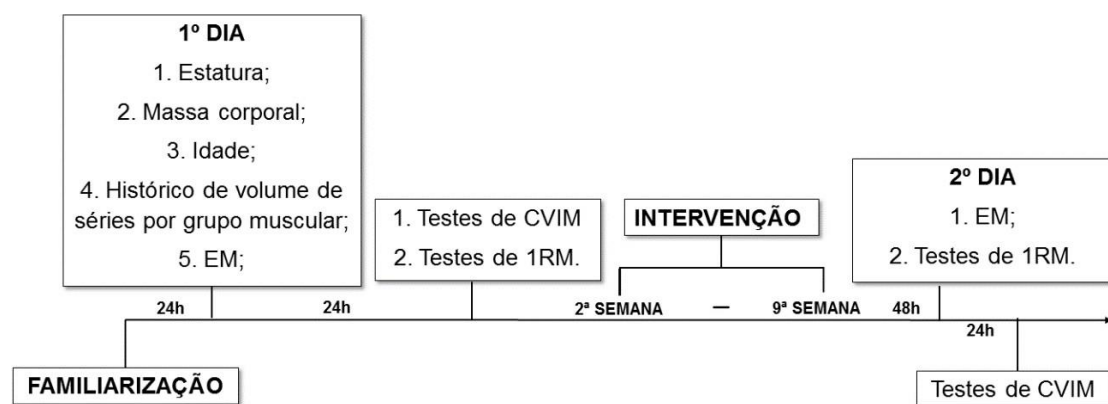 1º DIA
1. Estatura;
2. Massa corporal;
3. Idade;
4. Histórico de volume de
séries por grupo muscular;
5. EM;
1. Testes de CVIM
2. Testes de 1RM.
INTERVENÇÃO
2º DIA
1. EM;
2. Testes de 1RM.
24h
24h
2ª SEMANA — 9ª SEMANA
48h
24h
FAMILIARIZAÇÃO
Testes de CVIM